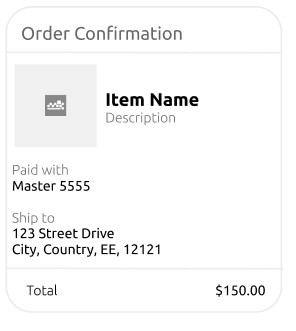 Order Confirmation
Item Name
Description
Paid with
Master 5555
Ship to
123 Street Drive
City, Country, EE, 12121
Total $150.00